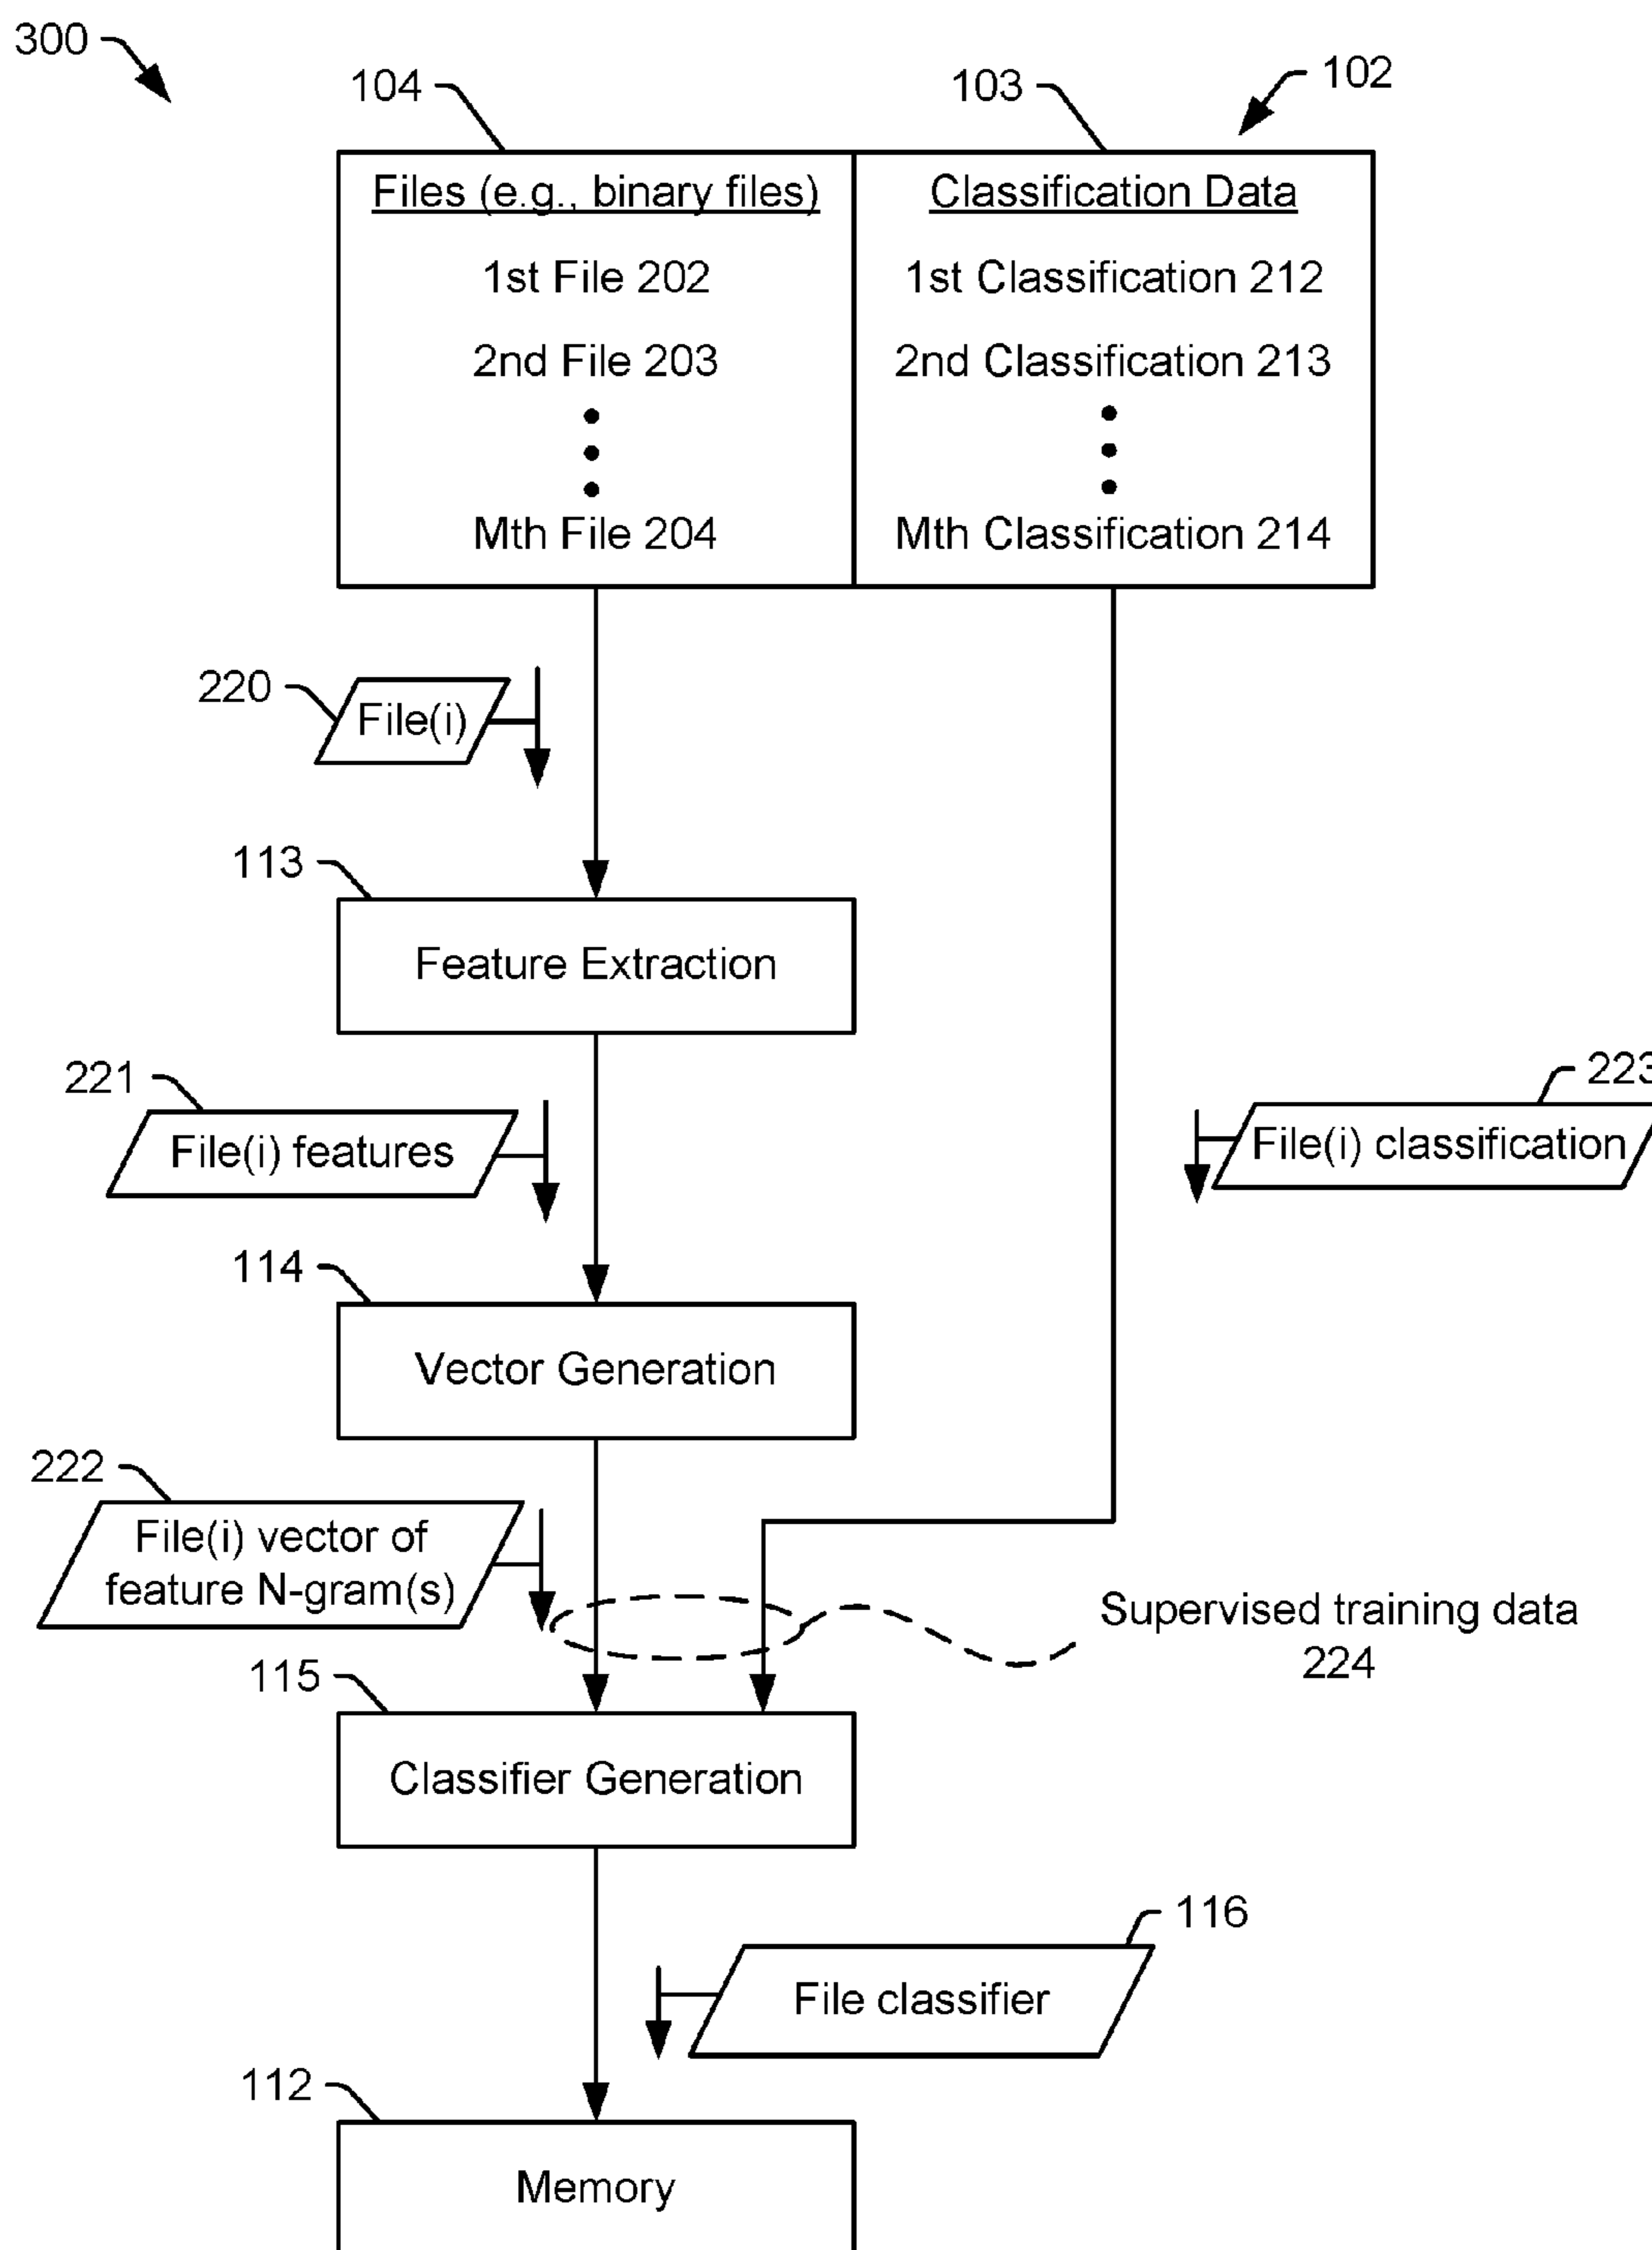 300
104
103
102
Files (e.g., binary files)
Classification Data
1st File 202
1st Classification 212
2nd File 203
2nd Classification 213
Mth File 204
Mth Classification 214
220
File(i)
113
Feature Extraction
221
File(i) features
223
File(i) classification
114
Vector Generation
222
File(i) vector of
feature N-gram(s)
Supervised training data
224
115
Classifier Generation
116
File classifier
112
Memory